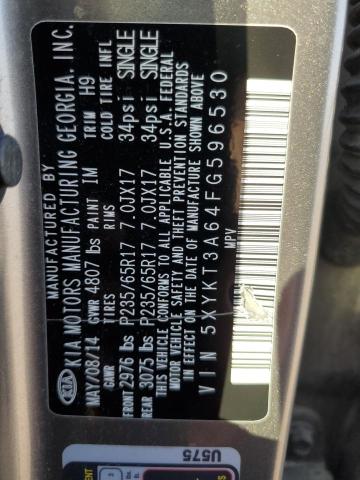 MANUFACTURED BY
KIA MOTORS MANUFACTURING GEORGIA, INC.
KIA
MAY/08/14 GVWR 4807 lbs PAINT IM TRIM H9
GAWR TIRES RIMS COLD TIRE INFL
FRONT 2976 lbs P235/65R17 7.0JX17 34psi SINGLE
REAR 3075 lbs P235/65R17 7.0JX17 34psi SINGLE
THIS VEHICLE CONFORMS TO ALL APPLICABLE U.S.A. FEDERAL
MOTOR VEHICLE SAFETY AND THEFT PREVENTION STANDARDS
IN EFFECT ON THE DATE OF MANUFACTURE SHOWN ABOVE
VIN 5XYKT3A64FG596530
MPV
U575